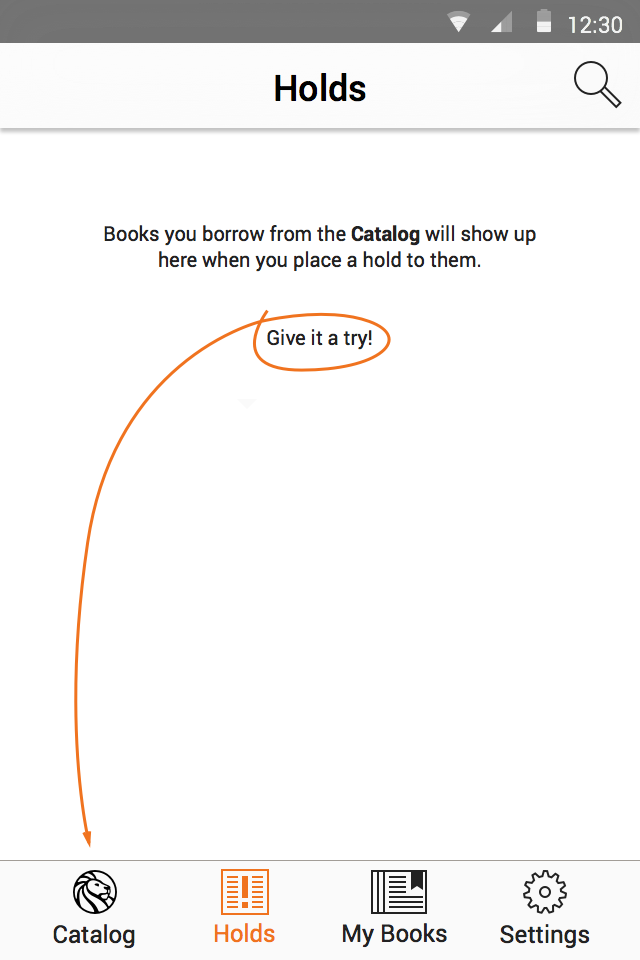 12:30
Holds
Books you borrow from the Catalog will show up
here when you place a hold to them.
Give it a try!
Catalog
Holds
My Books
Settings